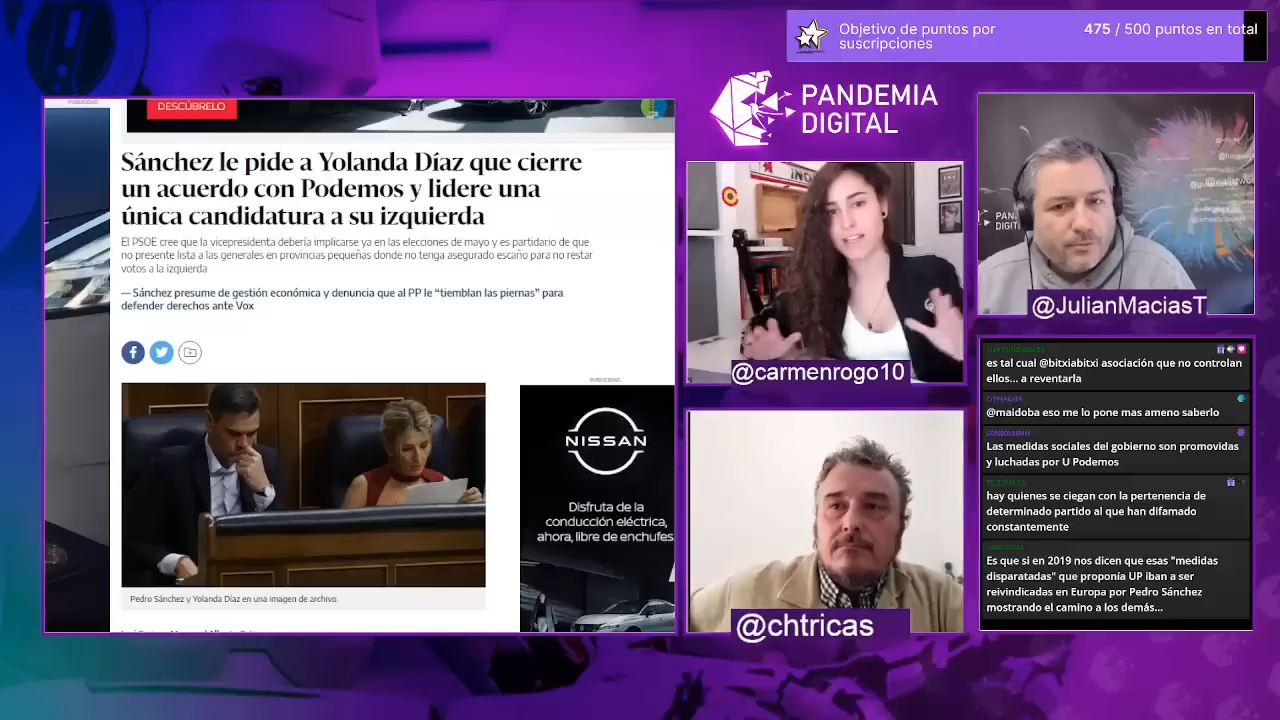 Objetivo de puntos por
suscripciones
475 / 500 puntos en total
PANDEMIA
DIGITAL
PUBLICIDAD
DESCÚBRELO
Sánchez le pide a Yolanda Díaz que cierre
un acuerdo con Podemos y lidere una
única candidatura a su izquierda
El PSOE cree que la vicepresidenta debería implicarse ya en las elecciones de mayo y es partidario de que
no presente lista a las generales en provincias pequeñas donde no tenga asegurado escaño para no restar
votos a la izquierda
— Sánchez presume de gestión económica y denuncia que al PP le “tiemblan las piernas” para
defender derechos ante Vox
Pedro Sánchez y Yolanda Díaz en una imagen de archivo.
PUBLICIDAD
NISSAN
Disfruta de la
conducción eléctrica,
ahora, libre de enchufes.
@carmenrogo10
@JulianMaciasT
@chtricas
es tal cual @bitxiabitxi asociación que no controlan
ellos... a reventarla
@maidoba eso me lo pone mas ameno saberlo
Las medidas sociales del gobierno son promovidas
y luchadas por U Podemos
hay quienes se ciegan con la pertenencia de
determinado partido al que han difamado
constantemente
Es que si en 2019 nos dicen que esas "medidas
disparatadas" que proponía UP iban a ser
reivindicadas en Europa por Pedro Sánchez
mostrando el camino a los demás...